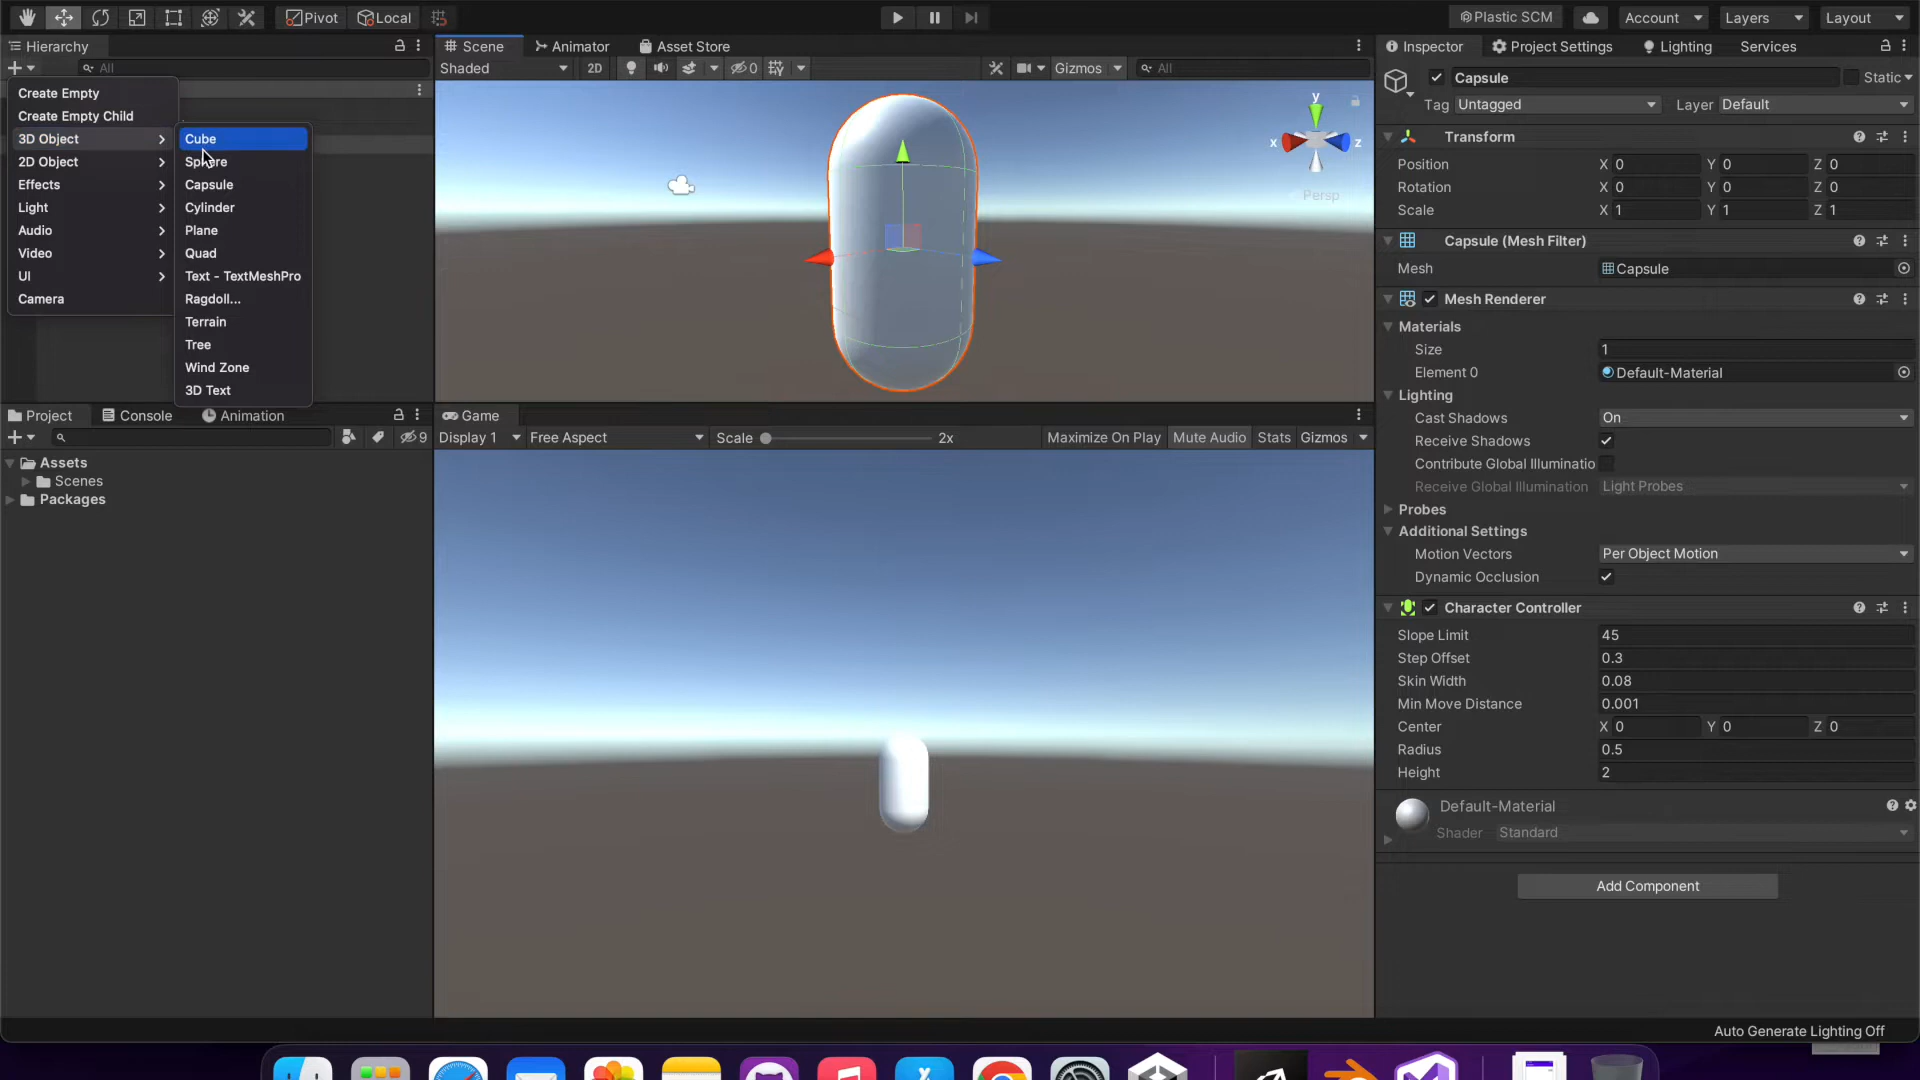 Pivot Local Plastic SCM Account Layers Layout
Hierarchy Scene Animator Asset Store Inspector Project Settings Lighting Services
All Shaded 2D Gizmos All Capsule Static
Create Empty
Create Empty Child
3D Object
2D Object
Effects
Light
Audio
Video
UI
Camera
Cube
Sphere
Capsule
Cylinder
Plane
Quad
Text - TextMeshPro
Ragdoll...
Terrain
Tree
Wind Zone
3D Text
y
x z
Persp
Tag Untagged Layer Default
Transform
Position X 0 Y 0 Z 0
Rotation X 0 Y 0 Z 0
Scale X 1 Y 1 Z 1
Capsule (Mesh Filter)
Mesh Capsule
Mesh Renderer
Materials
Size 1
Element 0 Default-Material
Lighting
Cast Shadows On
Receive Shadows
Contribute Global Illuminatio
Receive Global Illumination Light Probes
Probes
Additional Settings
Motion Vectors Per Object Motion
Dynamic Occlusion
Character Controller
Slope Limit 45
Step Offset 0.3
Skin Width 0.08
Min Move Distance 0.001
Center X 0 Y 0 Z 0
Radius 0.5
Height 2
Default-Material
Shader Standard
Add Component
Project Console Animation
9
Assets
Scenes
Packages
Game
Display 1 Free Aspect Scale 2x Maximize On Play Mute Audio Stats Gizmos
Auto Generate Lighting Off